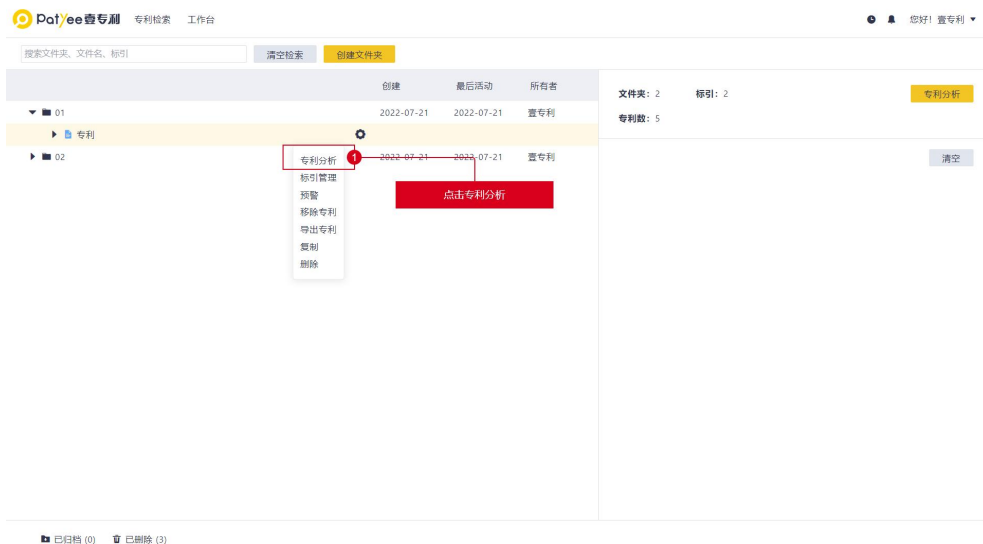 Patyee壹专利 专利检索 工作台 您好！壹专利
搜索文件夹、文件名、标引 清空检索 创建文件夹
创建 最后活动 所有者
文件夹：2 标引：2 专利分析
01 2022-07-21 2022-07-21 壹专利
专利数：5
专利
02 2022-07-21 2022-07-21 壹专利
清空
专利分析 1
标引管理
预警 点击专利分析
移除专利
导出专利
复制
删除
已归档 (0) 已删除 (3)